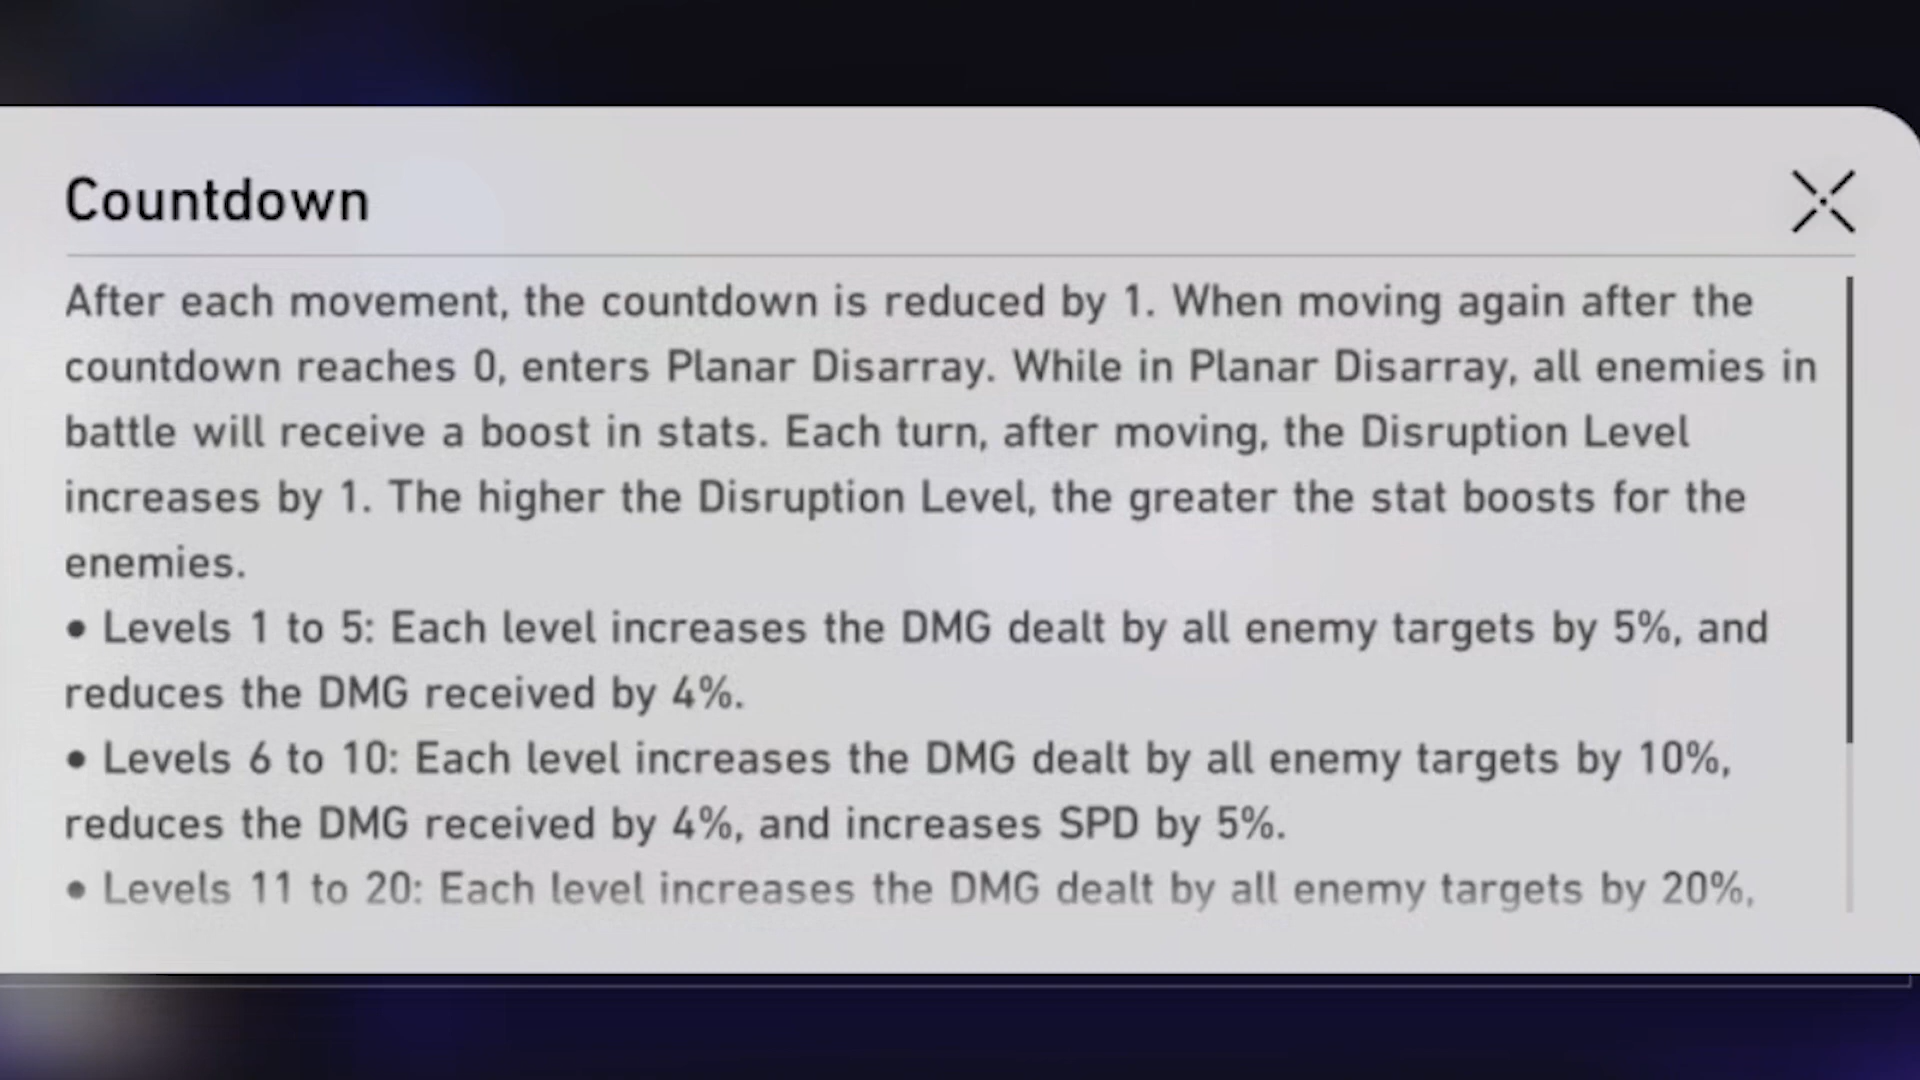 Countdown
After each movement, the countdown is reduced by 1. When moving again after the
countdown reaches 0, enters Planar Disarray. While in Planar Disarray, all enemies in
battle will receive a boost in stats. Each turn, after moving, the Disruption Level
increases by 1. The higher the Disruption Level, the greater the stat boosts for the
enemies.
• Levels 1 to 5: Each level increases the DMG dealt by all enemy targets by 5%, and
reduces the DMG received by 4%.
• Levels 6 to 10: Each level increases the DMG dealt by all enemy targets by 10%,
reduces the DMG received by 4%, and increases SPD by 5%.
• Levels 11 to 20: Each level increases the DMG dealt by all enemy targets by 20%,